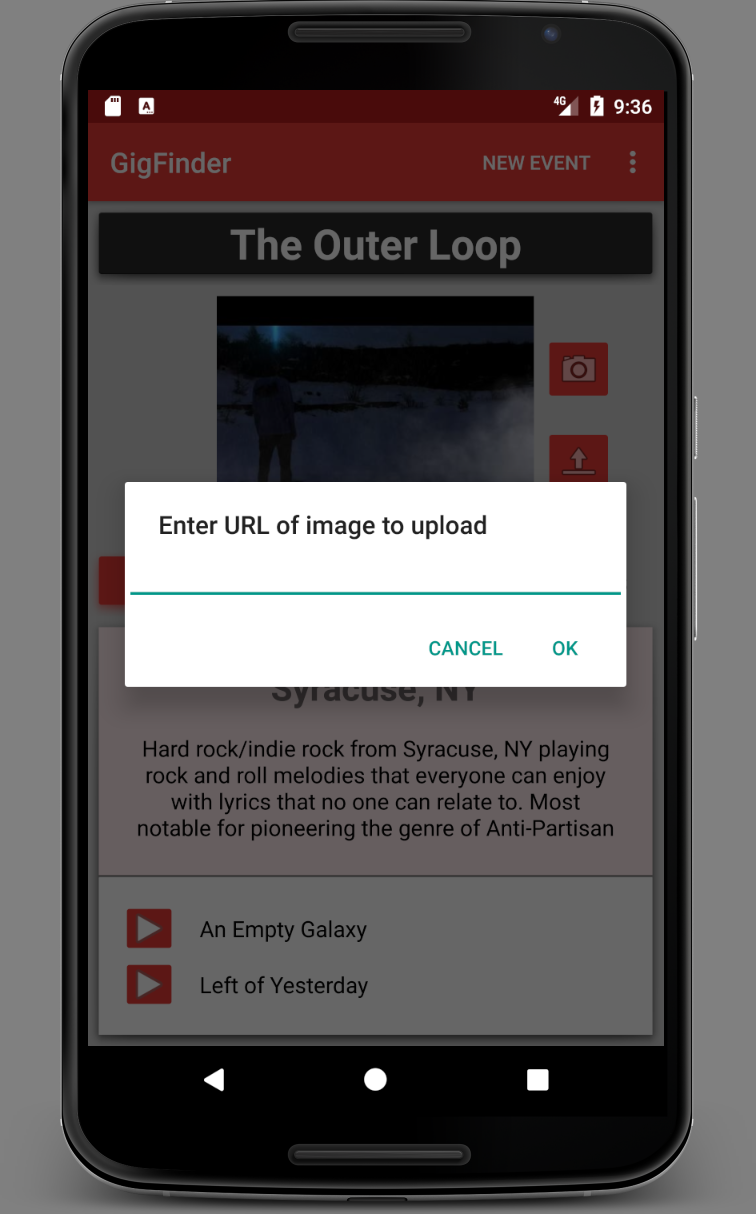 4G 9:36
GigFinder NEW EVENT
The Outer Loop
Enter URL of image to upload
CANCEL OK
Syracuse, NY
Hard rock/indie rock from Syracuse, NY playing
rock and roll melodies that everyone can enjoy
with lyrics that no one can relate to. Most
notable for pioneering the genre of Anti-Partisan
An Empty Galaxy
Left of Yesterday